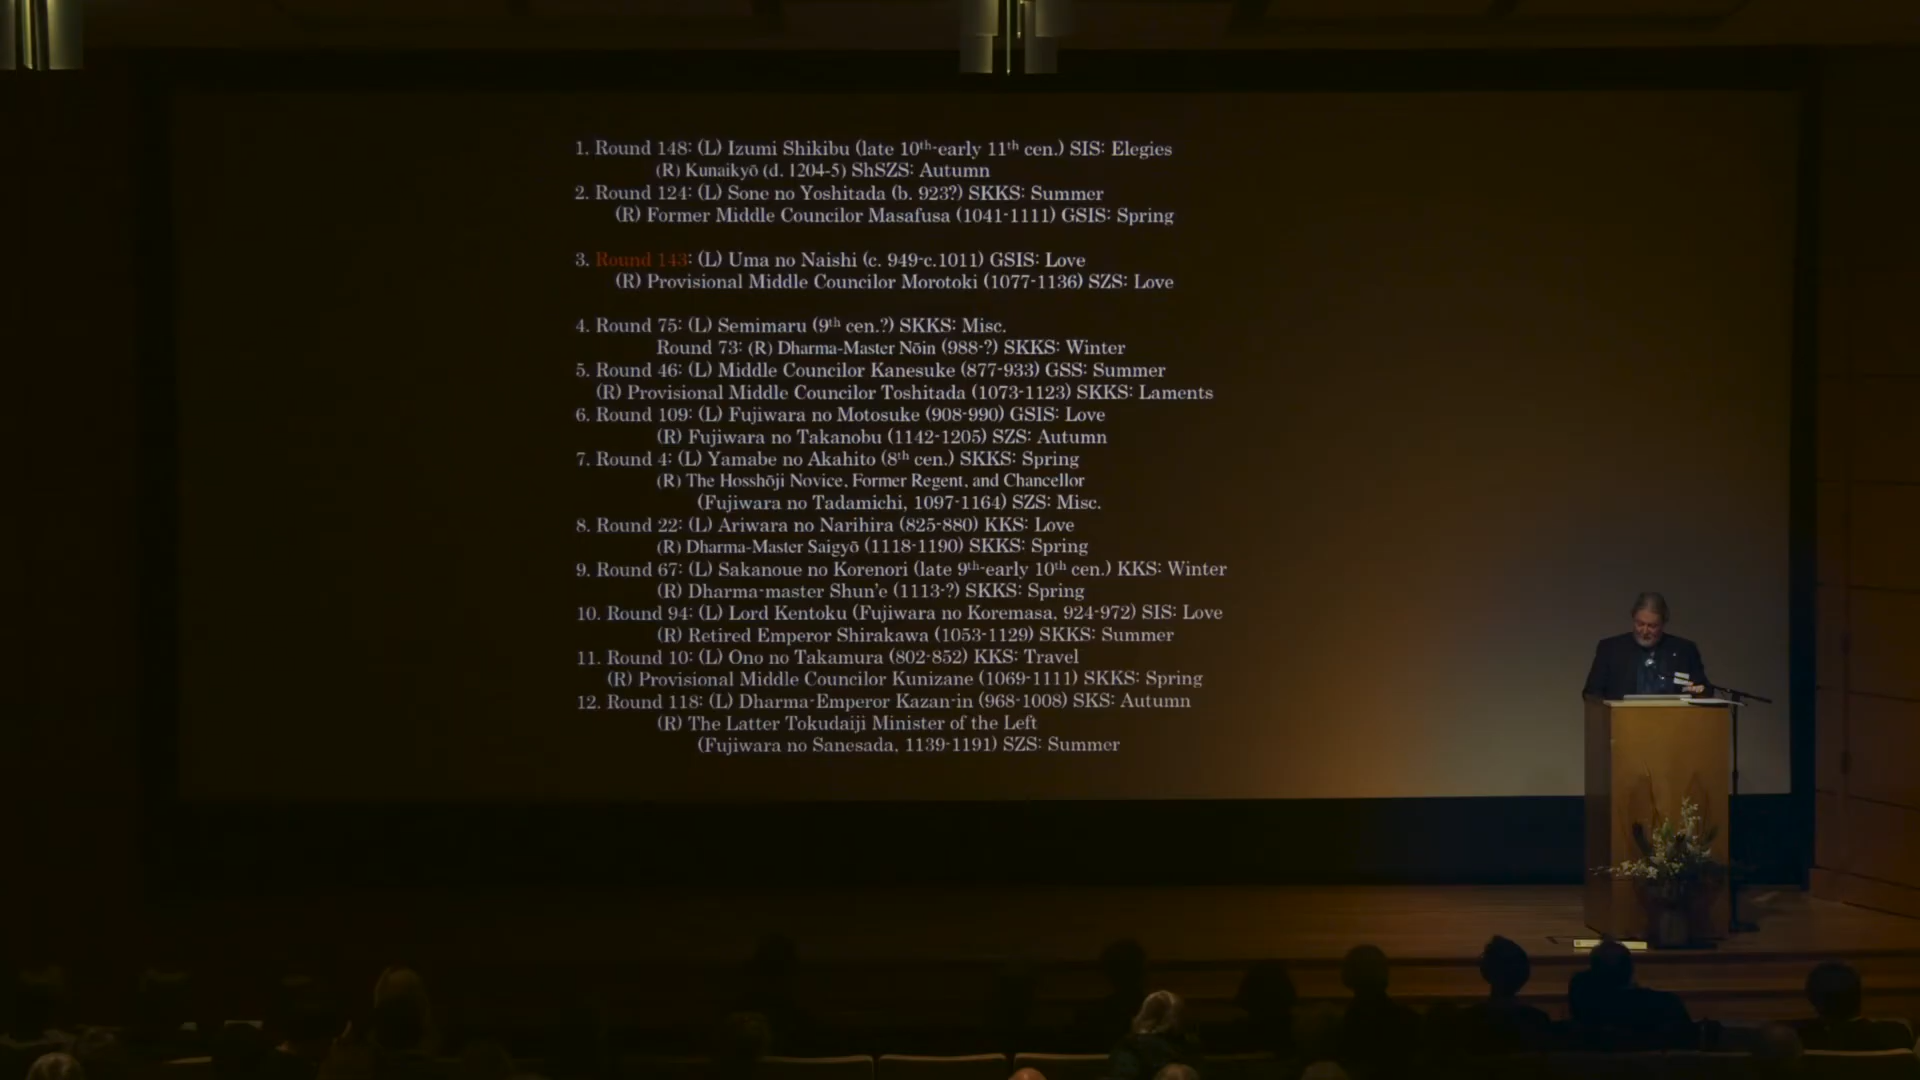 1. Round 148: (L) Izumi Shikibu (late 10th-early 11th cen.) SIS: Elegies
(R) Kunaikyō (d. 1204-5) ShSZS: Autumn
2. Round 124: (L) Sone no Yoshitada (b. 923?) SKKS: Summer
(R) Former Middle Councilor Masafusa (1041-1111) GSIS: Spring
3. Round 143: (L) Uma no Naishi (c. 949-c.1011) GSIS: Love
(R) Provisional Middle Councilor Morotoki (1077-1136) SZS: Love
4. Round 75: (L) Semimaru (9th cen.?) SKKS: Misc.
Round 73: (R) Dharma-Master Nōin (988-?) SKKS: Winter
5. Round 46: (L) Middle Councilor Kanesuke (877-933) GSS: Summer
(R) Provisional Middle Councilor Toshitada (1073-1123) SKKS: Laments
6. Round 109: (L) Fujiwara no Motosuke (908-990) GSIS: Love
(R) Fujiwara no Takanobu (1142-1205) SZS: Autumn
7. Round 4: (L) Yamabe no Akahito (8th cen.) SKKS: Spring
(R) The Hosshōji Novice, Former Regent, and Chancellor
(Fujiwara no Tadamichi, 1097-1164) SZS: Misc.
8. Round 22: (L) Ariwara no Narihira (825-880) KKS: Love
(R) Dharma-Master Saigyō (1118-1190) SKKS: Spring
9. Round 67: (L) Sakanoue no Korenori (late 9th-early 10th cen.) KKS: Winter
(R) Dharma-master Shun'e (1113-?) SKKS: Spring
10. Round 94: (L) Lord Kentoku (Fujiwara no Koremasa, 924-972) SIS: Love
(R) Retired Emperor Shirakawa (1053-1129) SKKS: Summer
11. Round 10: (L) Ono no Takamura (802-852) KKS: Travel
(R) Provisional Middle Councilor Kunizane (1069-1111) SKKS: Spring
12. Round 118: (L) Dharma-Emperor Kazan-in (968-1008) SKS: Autumn
(R) The Latter Tokudaiji Minister of the Left
(Fujiwara no Sanesada, 1139-1191) SZS: Summer